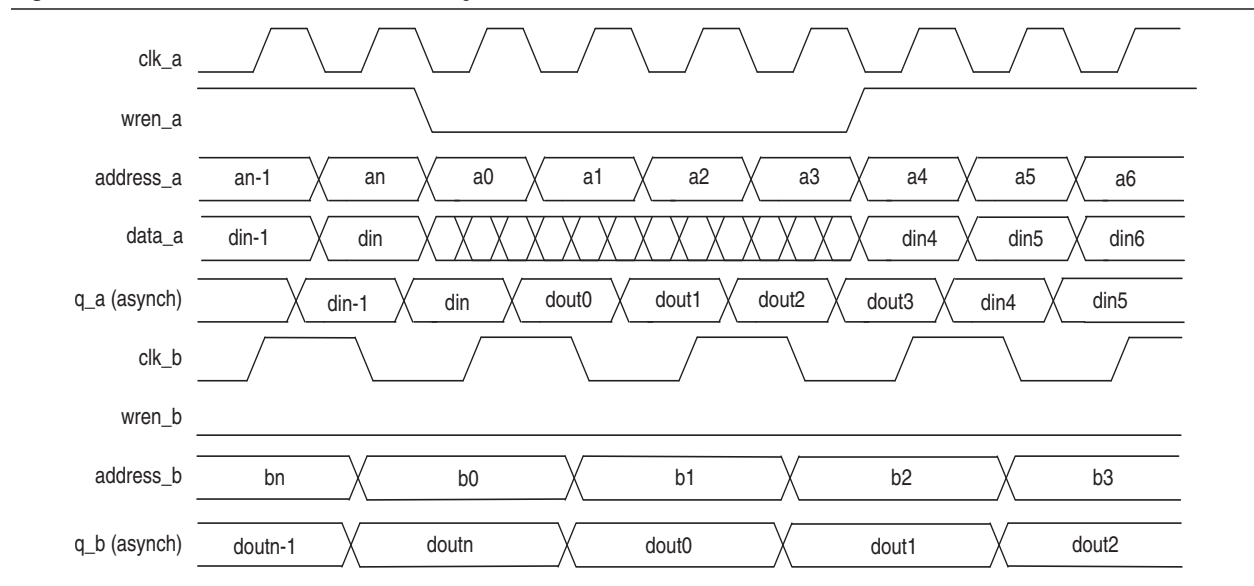 clk_a
wren_a
address_a an-1 an a0 a1 a2 a3 a4 a5 a6
data_a din-1 din din4 din5 din6
q_a (asynch) din-1 din dout0 dout1 dout2 dout3 din4 din5
clk_b
wren_b
address_b bn b0 b1 b2 b3
q_b (asynch) doutn-1 doutn dout0 dout1 dout2